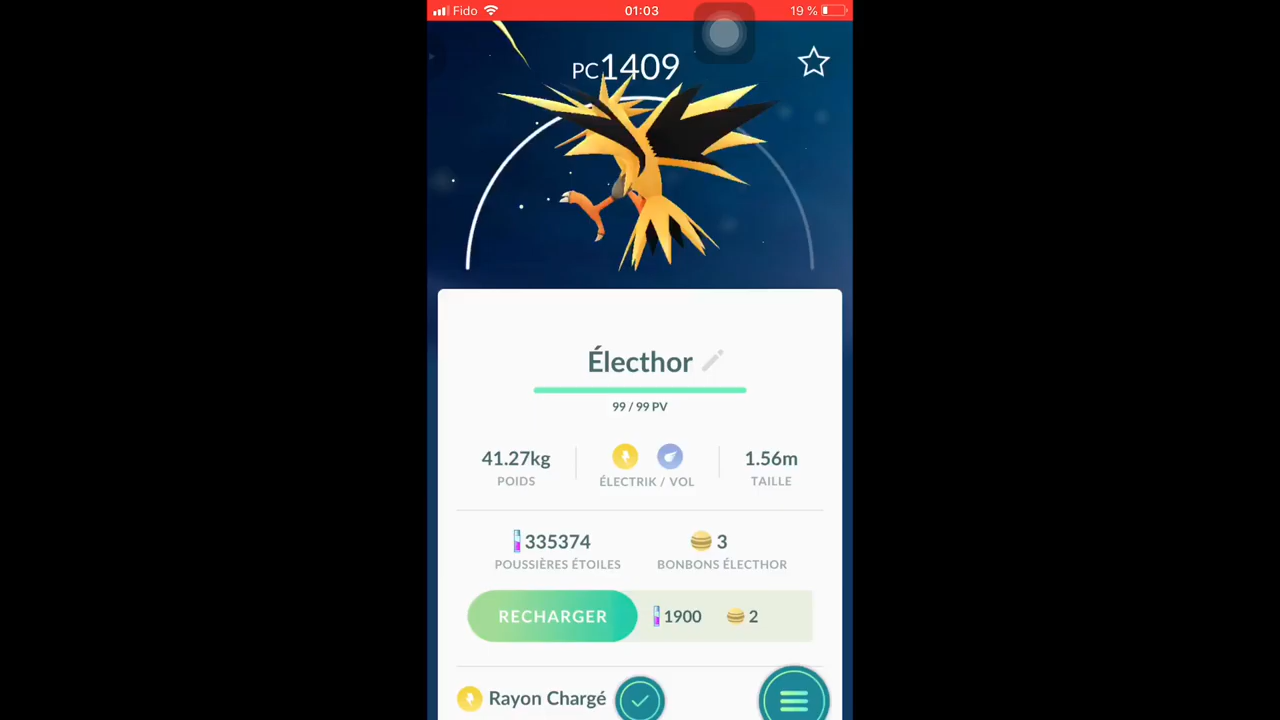 Fido 01:03 19 %
PC1409
Électhor
99 / 99 PV
41.27kg 1.56m
POIDS ÉLECTRIK / VOL TAILLE
335374 3
POUSSIÈRES ÉTOILES BONBONS ÉLECTHOR
RECHARGER 1900 2
Rayon Chargé